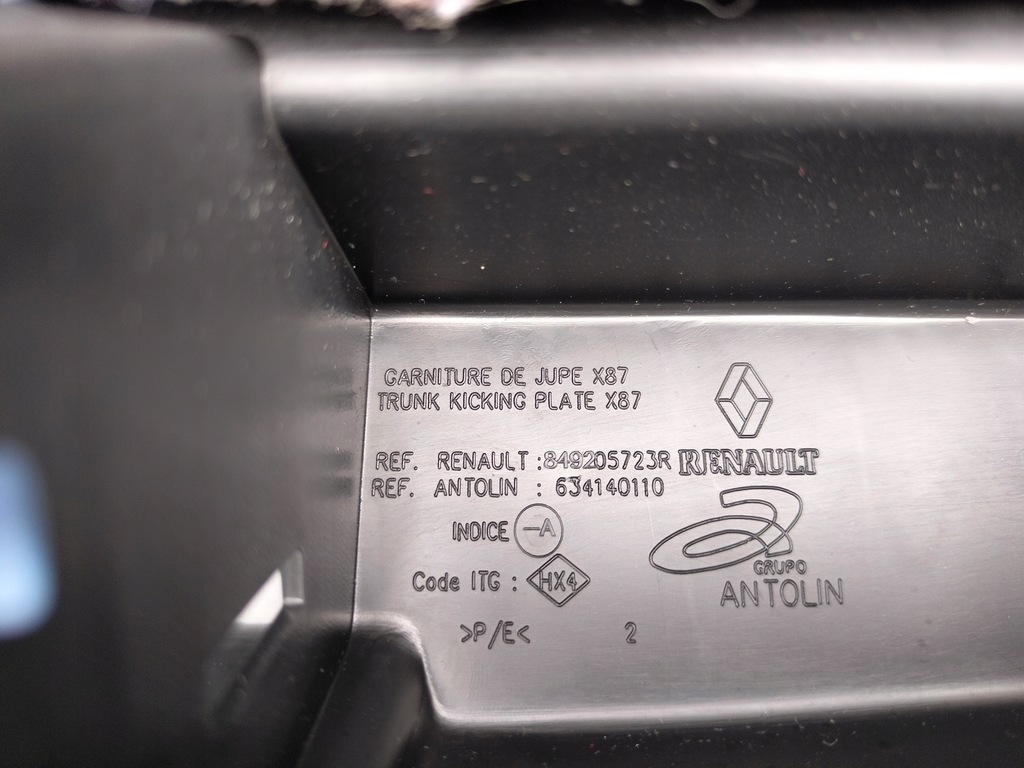 GARNITURE DE JUPE X87
TRUNK KICKING PLATE X87
REF. RENAULT :849205723R
RENAULT
REF. ANTOLIN : 634140110
INDICE -A
Code ITG : HX4
GRUPO
ANTOLIN
>P/E<
2